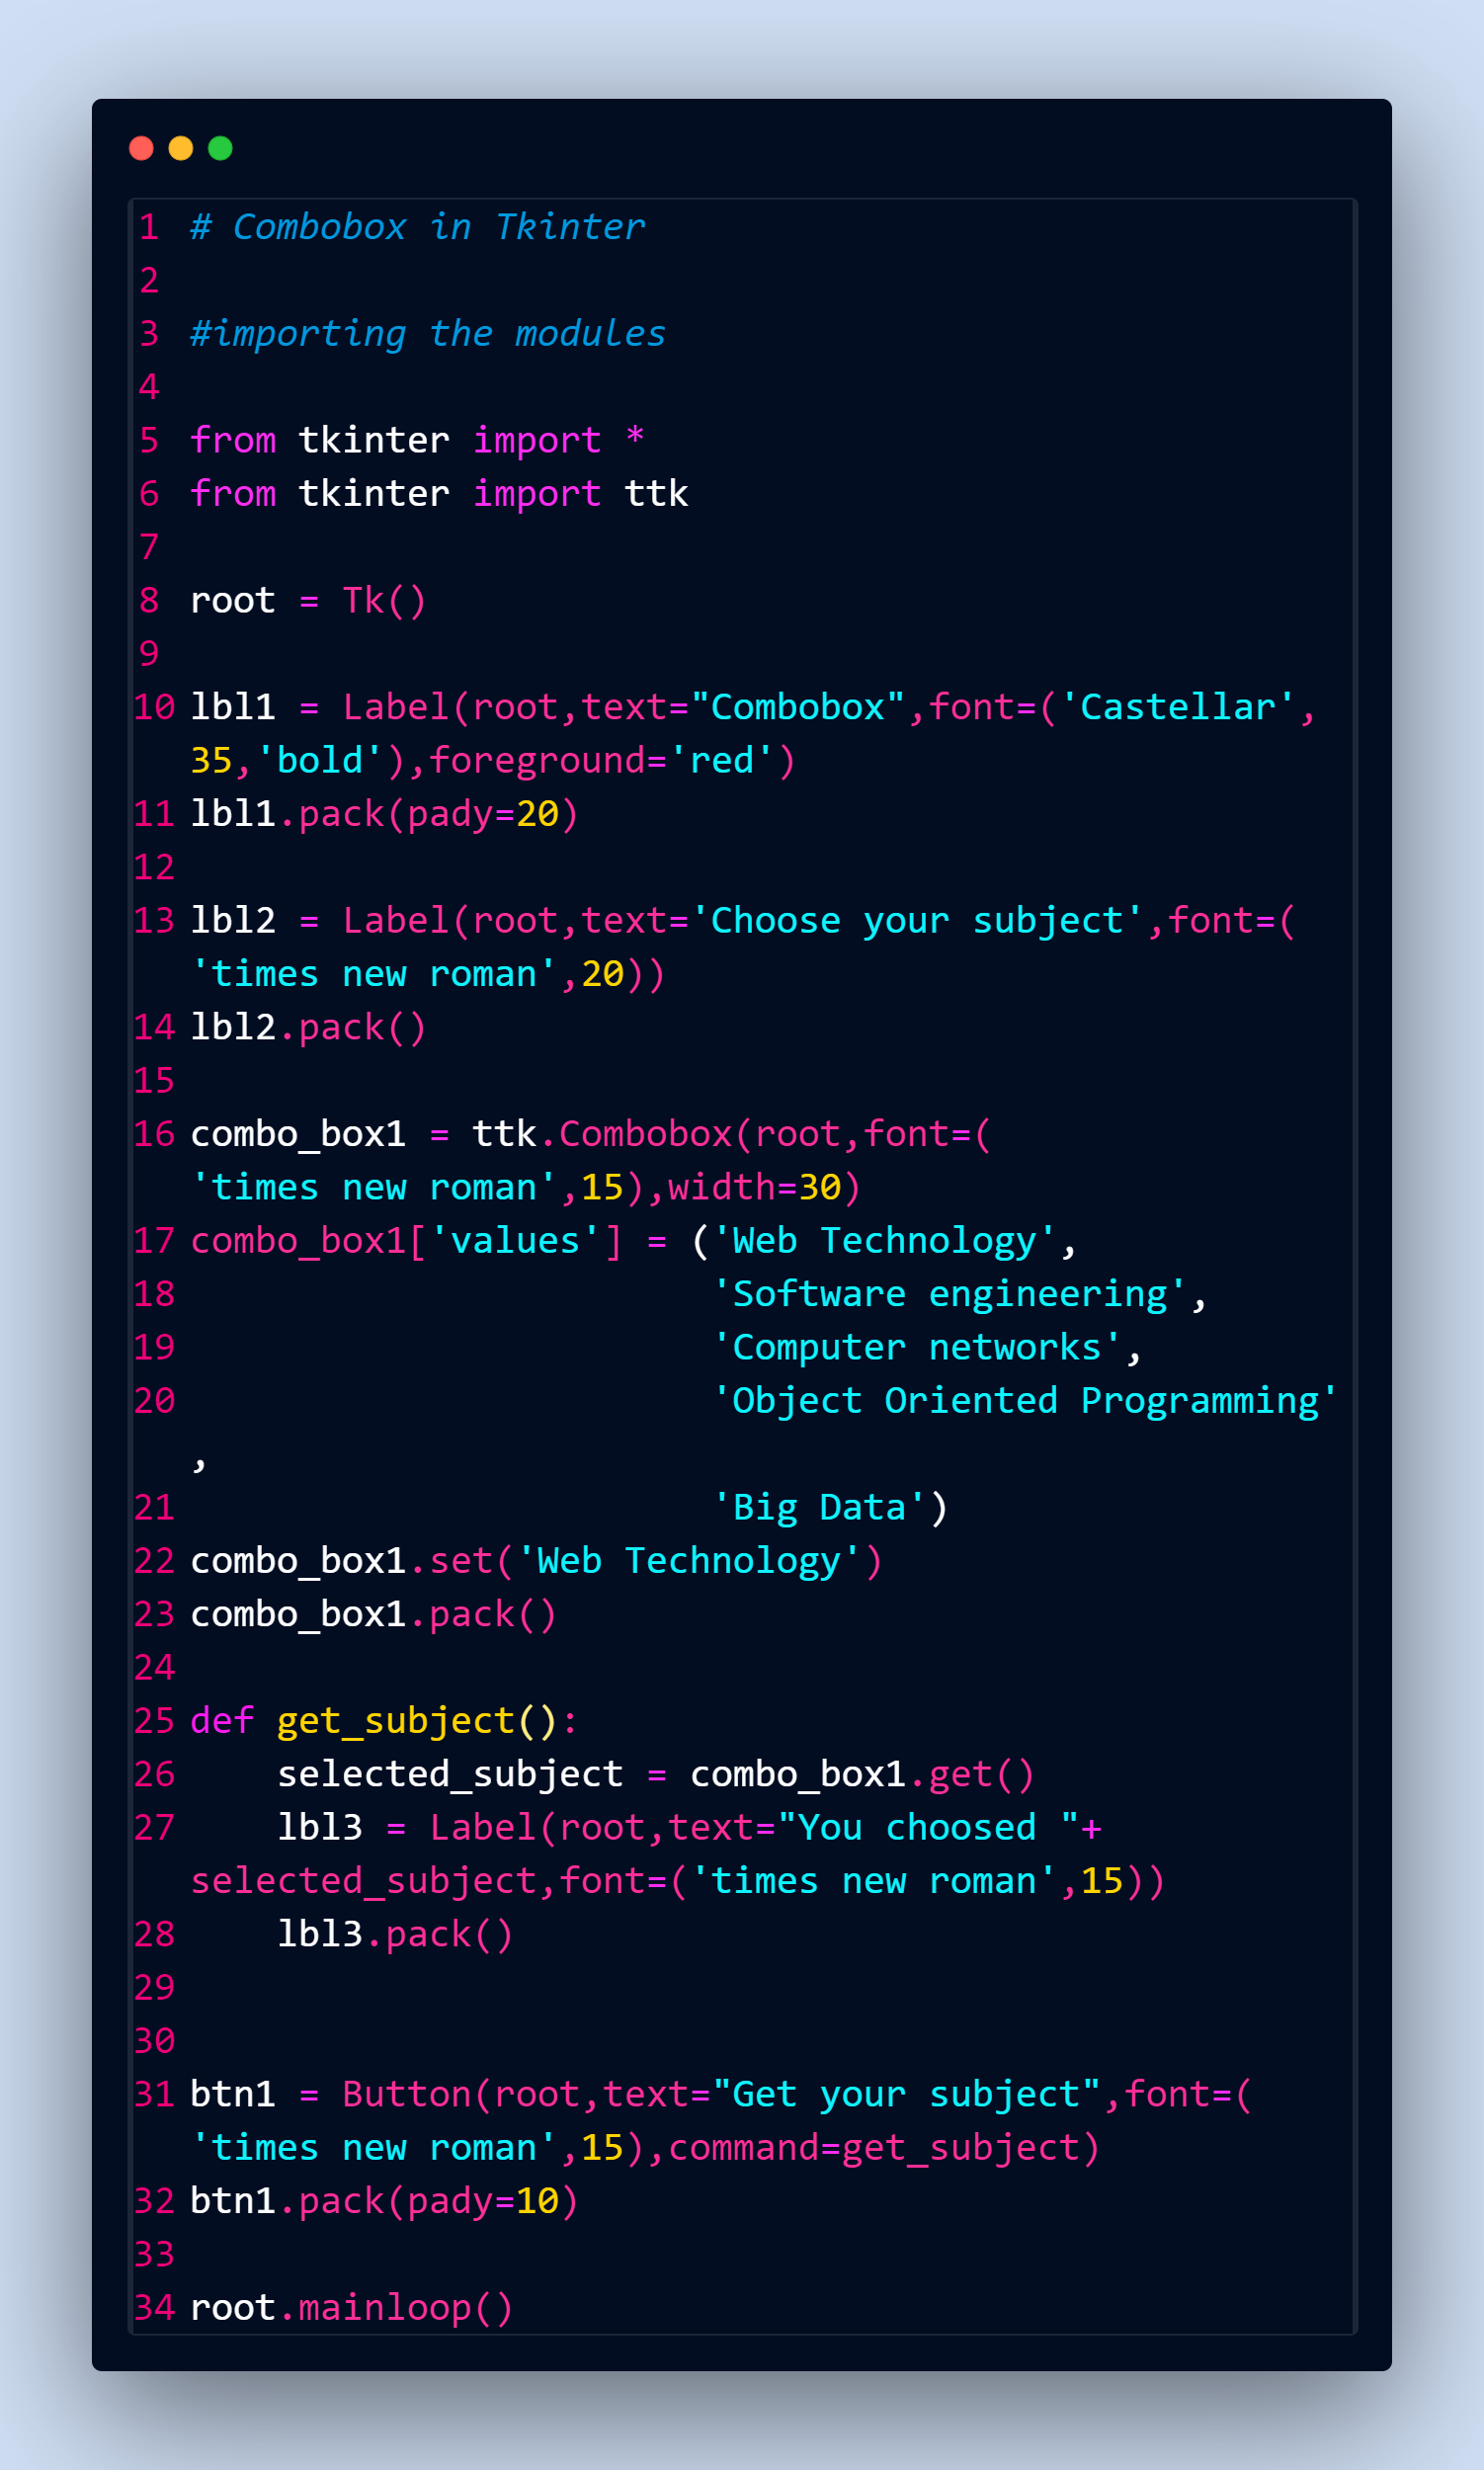 1 # Combobox in Tkinter
2
3 #importing the modules
4
5 from tkinter import *
6 from tkinter import ttk
7
8 root = Tk()
9
10 lbl1 = Label(root,text="Combobox",font=('Castellar',
35,'bold'),foreground='red')
11 lbl1.pack(pady=20)
12
13 lbl2 = Label(root,text='Choose your subject',font=(
'times new roman',20))
14 lbl2.pack()
15
16 combo_box1 = ttk.Combobox(root,font=(
'times new roman',15),width=30)
17 combo_box1['values'] = ('Web Technology',
18                         'Software engineering',
19                         'Computer networks',
20                         'Object Oriented Programming'
,
21                         'Big Data')
22 combo_box1.set('Web Technology')
23 combo_box1.pack()
24
25 def get_subject():
26     selected_subject = combo_box1.get()
27     lbl3 = Label(root,text="You choosed "+
selected_subject,font=('times new roman',15))
28     lbl3.pack()
29
30
31 btn1 = Button(root,text="Get your subject",font=(
'times new roman',15),command=get_subject)
32 btn1.pack(pady=10)
33
34 root.mainloop()